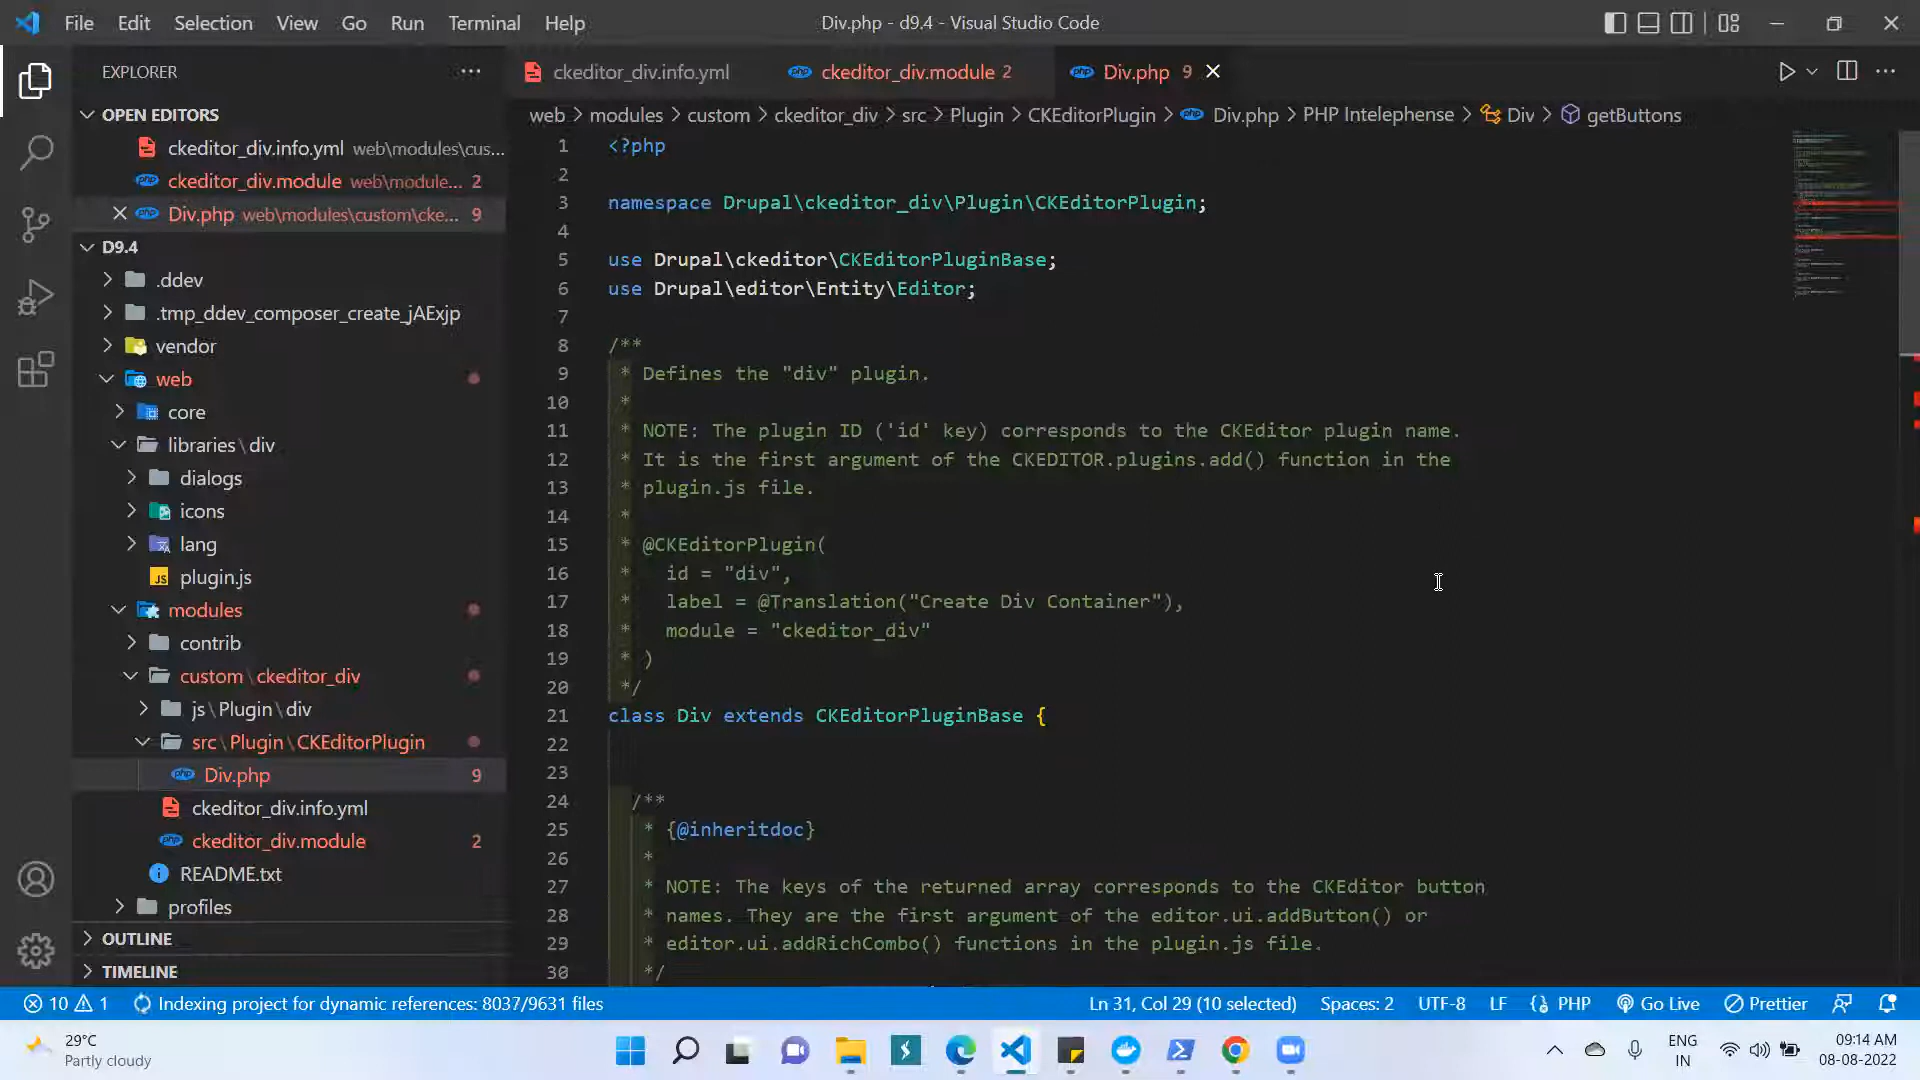 File Edit Selection View Go Run Terminal Help
Div.php - d9.4 - Visual Studio Code
EXPLORER
OPEN EDITORS
ckeditor_div.info.yml web\modules\cus...
ckeditor_div.module web\module... 2
Div.php web\modules\custom\cke... 9
D9.4
.ddev
.tmp_ddev_composer_create_jAExjp
vendor
web
core
libraries\div
dialogs
icons
lang
JS plugin.js
modules
contrib
custom\ckeditor_div
js\Plugin\div
src\Plugin\CKEditorPlugin
php Div.php 9
ckeditor_div.info.yml
php ckeditor_div.module 2
README.txt
profiles
OUTLINE
TIMELINE
ckeditor_div.info.yml
php ckeditor_div.module 2
php Div.php 9
web > modules > custom > ckeditor_div > src > Plugin > CKEditorPlugin > Div.php > PHP Intelephense > Div > getButtons
1 <?php
2
3 namespace Drupal\ckeditor_div\Plugin\CKEditorPlugin;
4
5 use Drupal\ckeditor\CKEditorPluginBase;
6 use Drupal\editor\Entity\Editor;
7
8 /**
9 * Defines the "div" plugin.
10 *
11 * NOTE: The plugin ID ('id' key) corresponds to the CKEditor plugin name.
12 * It is the first argument of the CKEDITOR.plugins.add() function in the
13 * plugin.js file.
14 *
15 * @CKEditorPlugin(
16 * id = "div",
17 * label = @Translation("Create Div Container"),
18 * module = "ckeditor_div"
19 * )
20 */
21 class Div extends CKEditorPluginBase {
22
23
24 /**
25 * {@inheritdoc}
26 *
27 * NOTE: The keys of the returned array corresponds to the CKEditor button
28 * names. They are the first argument of the editor.ui.addButton() or
29 * editor.ui.addRichCombo() functions in the plugin.js file.
30 */
10 1 Indexing project for dynamic references: 8037/9631 files
Ln 31, Col 29 (10 selected) Spaces: 2 UTF-8 LF PHP Go Live Prettier
29°C
Partly cloudy
ENG
IN
09:14 AM
08-08-2022